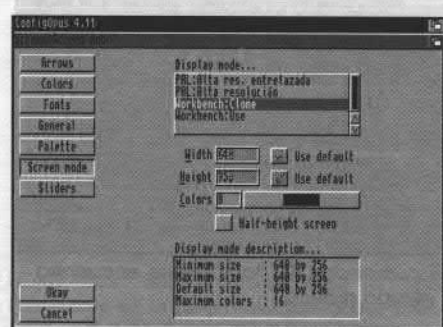 ConfigOpus 4.11
Arrows
Colors
Fonts
General
Palette
Screen mode
Sliders
Okay
Cancel
Display mode...
PAL:Alta res. entrelazada
PAL:Alta resolución
Workbench:Clone
Workbench:Use
Width 640 Use default
Height Use default
Colors 8
Half-height screen
Display mode description...
Minimum size : 640 by 256
Maximum size : 640 by 256
Default size : 640 by 256
Maximum colors : 16